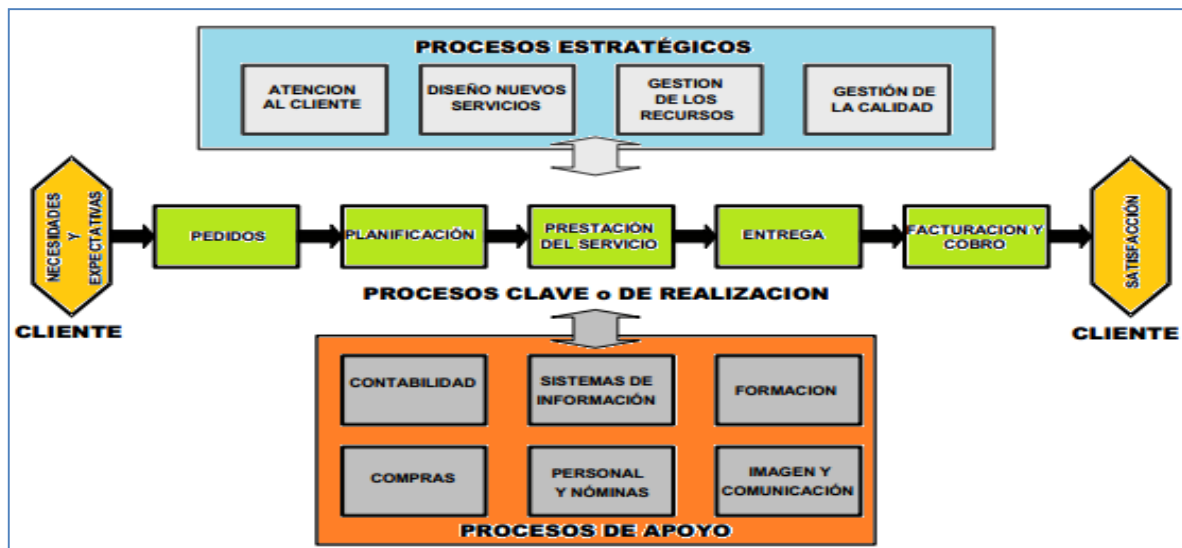 PROCESOS ESTRATÉGICOS
ATENCION
AL CLIENTE
DISEÑO NUEVOS
SERVICIOS
GESTION
DE LOS
RECURSOS
GESTIÓN DE
LA CALIDAD
NECESIDADES
Y
EXPECTATIVAS
CLIENTE
PEDIDOS
PLANIFICACIÓN
PRESTACIÓN
DEL SERVICIO
ENTREGA
FACTURACION Y
COBRO
SATISFACCIÓN
CLIENTE
PROCESOS CLAVE o DE REALIZACION
CONTABILIDAD
SISTEMAS DE
INFORMACIÓN
FORMACION
COMPRAS
PERSONAL
Y NÓMINAS
IMAGEN Y
COMUNICACIÓN
PROCESOS DE APOYO